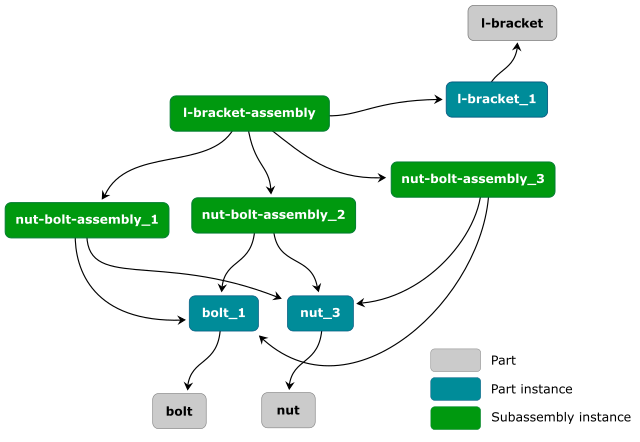 l-bracket
l-bracket_1
l-bracket-assembly
nut-bolt-assembly_3
nut-bolt-assembly_1
nut-bolt-assembly_2
bolt_1
nut_3
bolt
nut
Part
Part instance
Subassembly instance